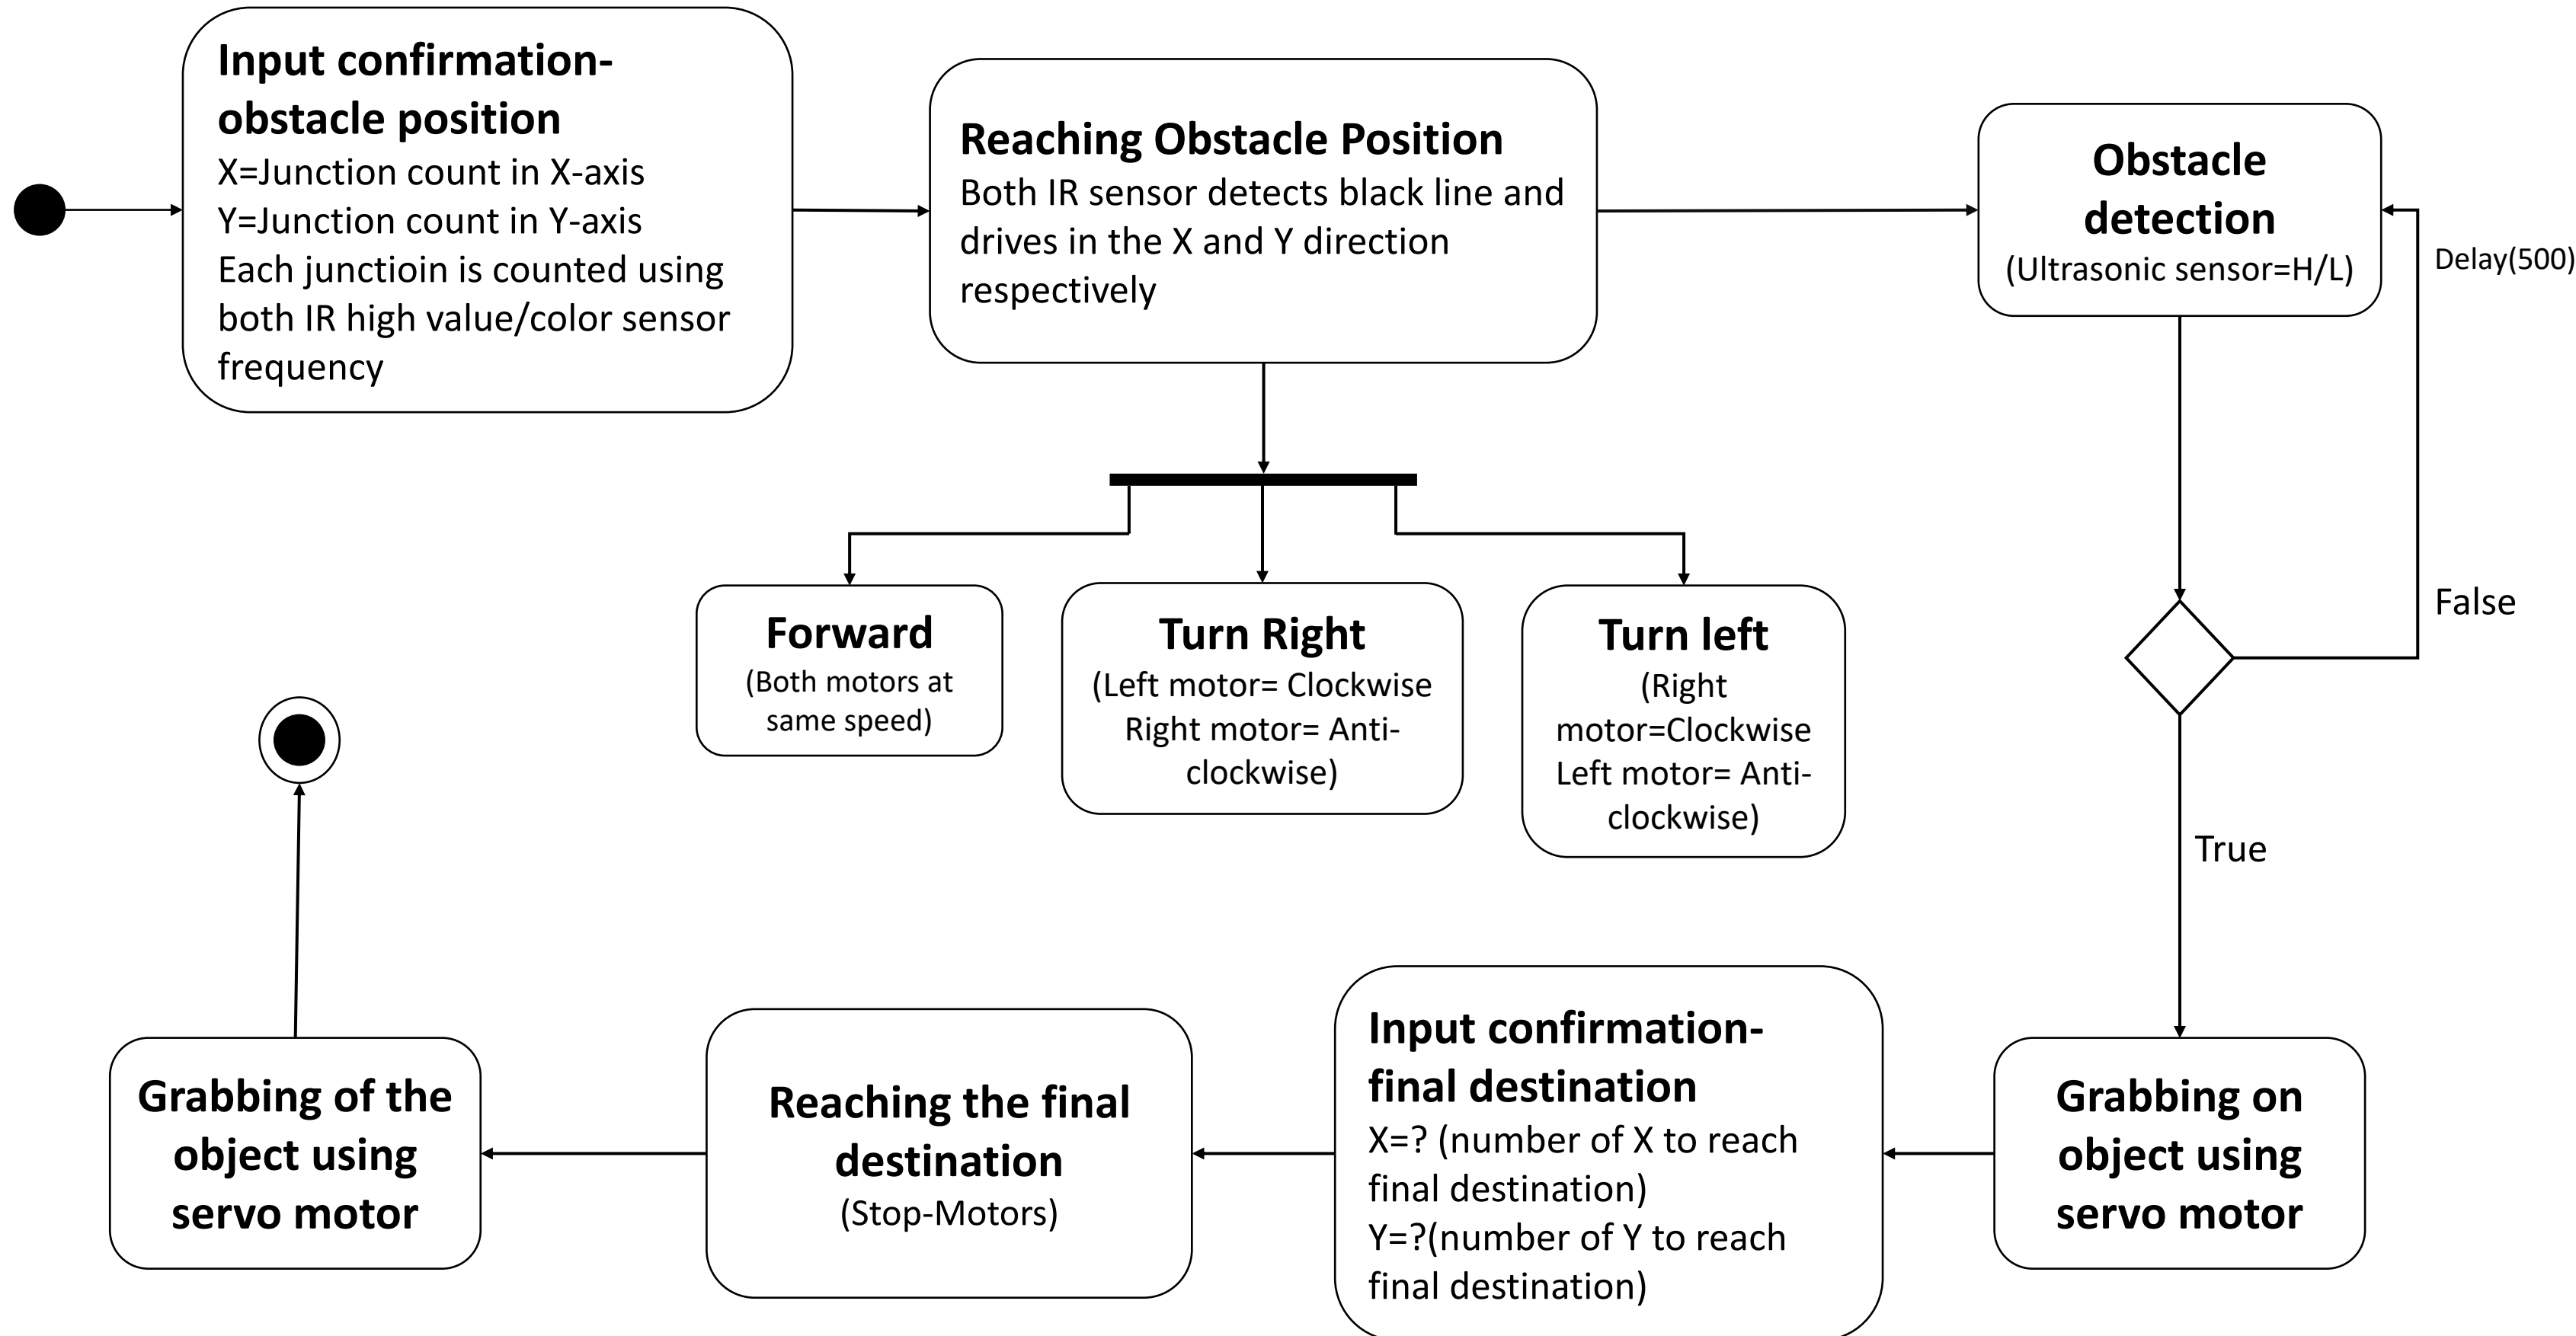 Input confirmation-
obstacle position
X=Junction count in X-axis
Y=Junction count in Y-axis
Each junctioin is counted using
both IR high value/color sensor
frequency
Reaching Obstacle Position
Both IR sensor detects black line and
drives in the X and Y direction
respectively
Obstacle
detection
(Ultrasonic sensor=H/L)
Delay(500)
False
True
Forward
(Both motors at
same speed)
Turn Right
(Left motor= Clockwise
Right motor= Anti-
clockwise)
Turn left
(Right
motor=Clockwise
Left motor= Anti-
clockwise)
Grabbing on
object using
servo motor
Input confirmation-
final destination
X=? (number of X to reach
final destination)
Y=?(number of Y to reach
final destination)
Reaching the final
destination
(Stop-Motors)
Grabbing of the
object using
servo motor